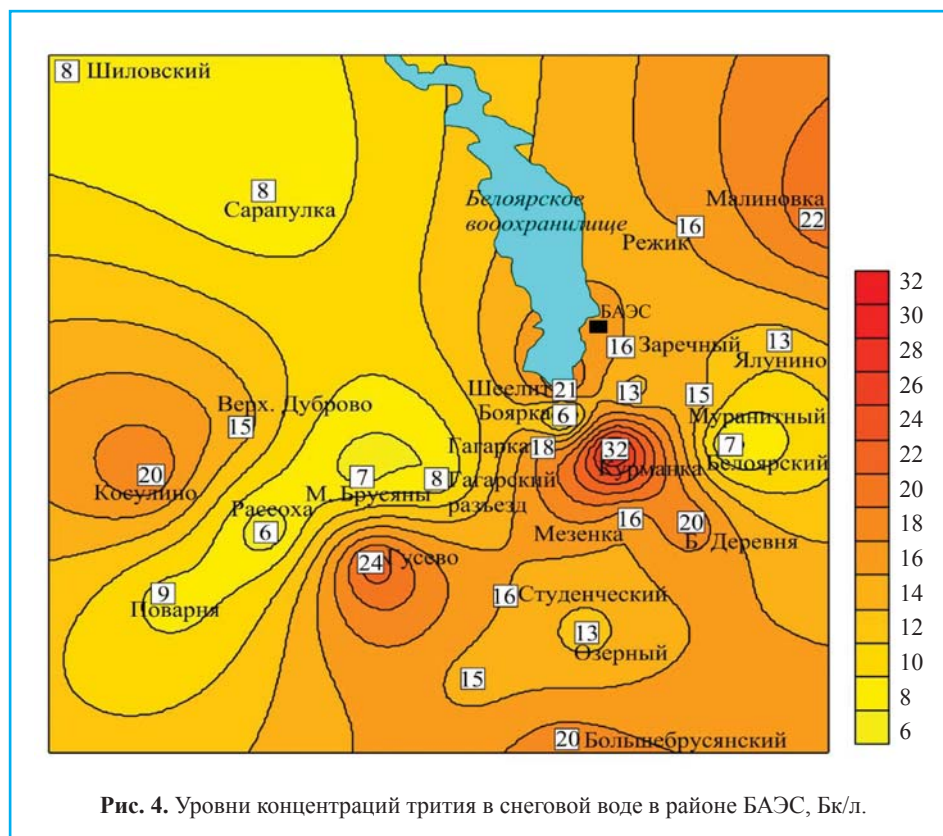 8 Шиловский
8
Сарапулка
Белоярское
водохранилище
Малиновка
22
16
Режик
БАЭС
16 Заречный
13
Ялунино
Шеелит 21
13
15
Боярка 6
Муранитный
Верх. Дуброво
15
Гагарка 18
32
Курманка
7
Белоярский
20
Косулино
7
М. Брусяны
8 Гагарский
разъезд
Рассоха
6
Мезенка
16
20
Б. Деревня
24 Гусево
9
Поварня
16 Студенческий
13
Озерный
15
20 Большебрусянский
32
30
28
26
24
22
20
18
16
14
12
10
8
6
Рис. 4. Уровни концентраций трития в снеговой воде в районе БАЭС, Бк/л.